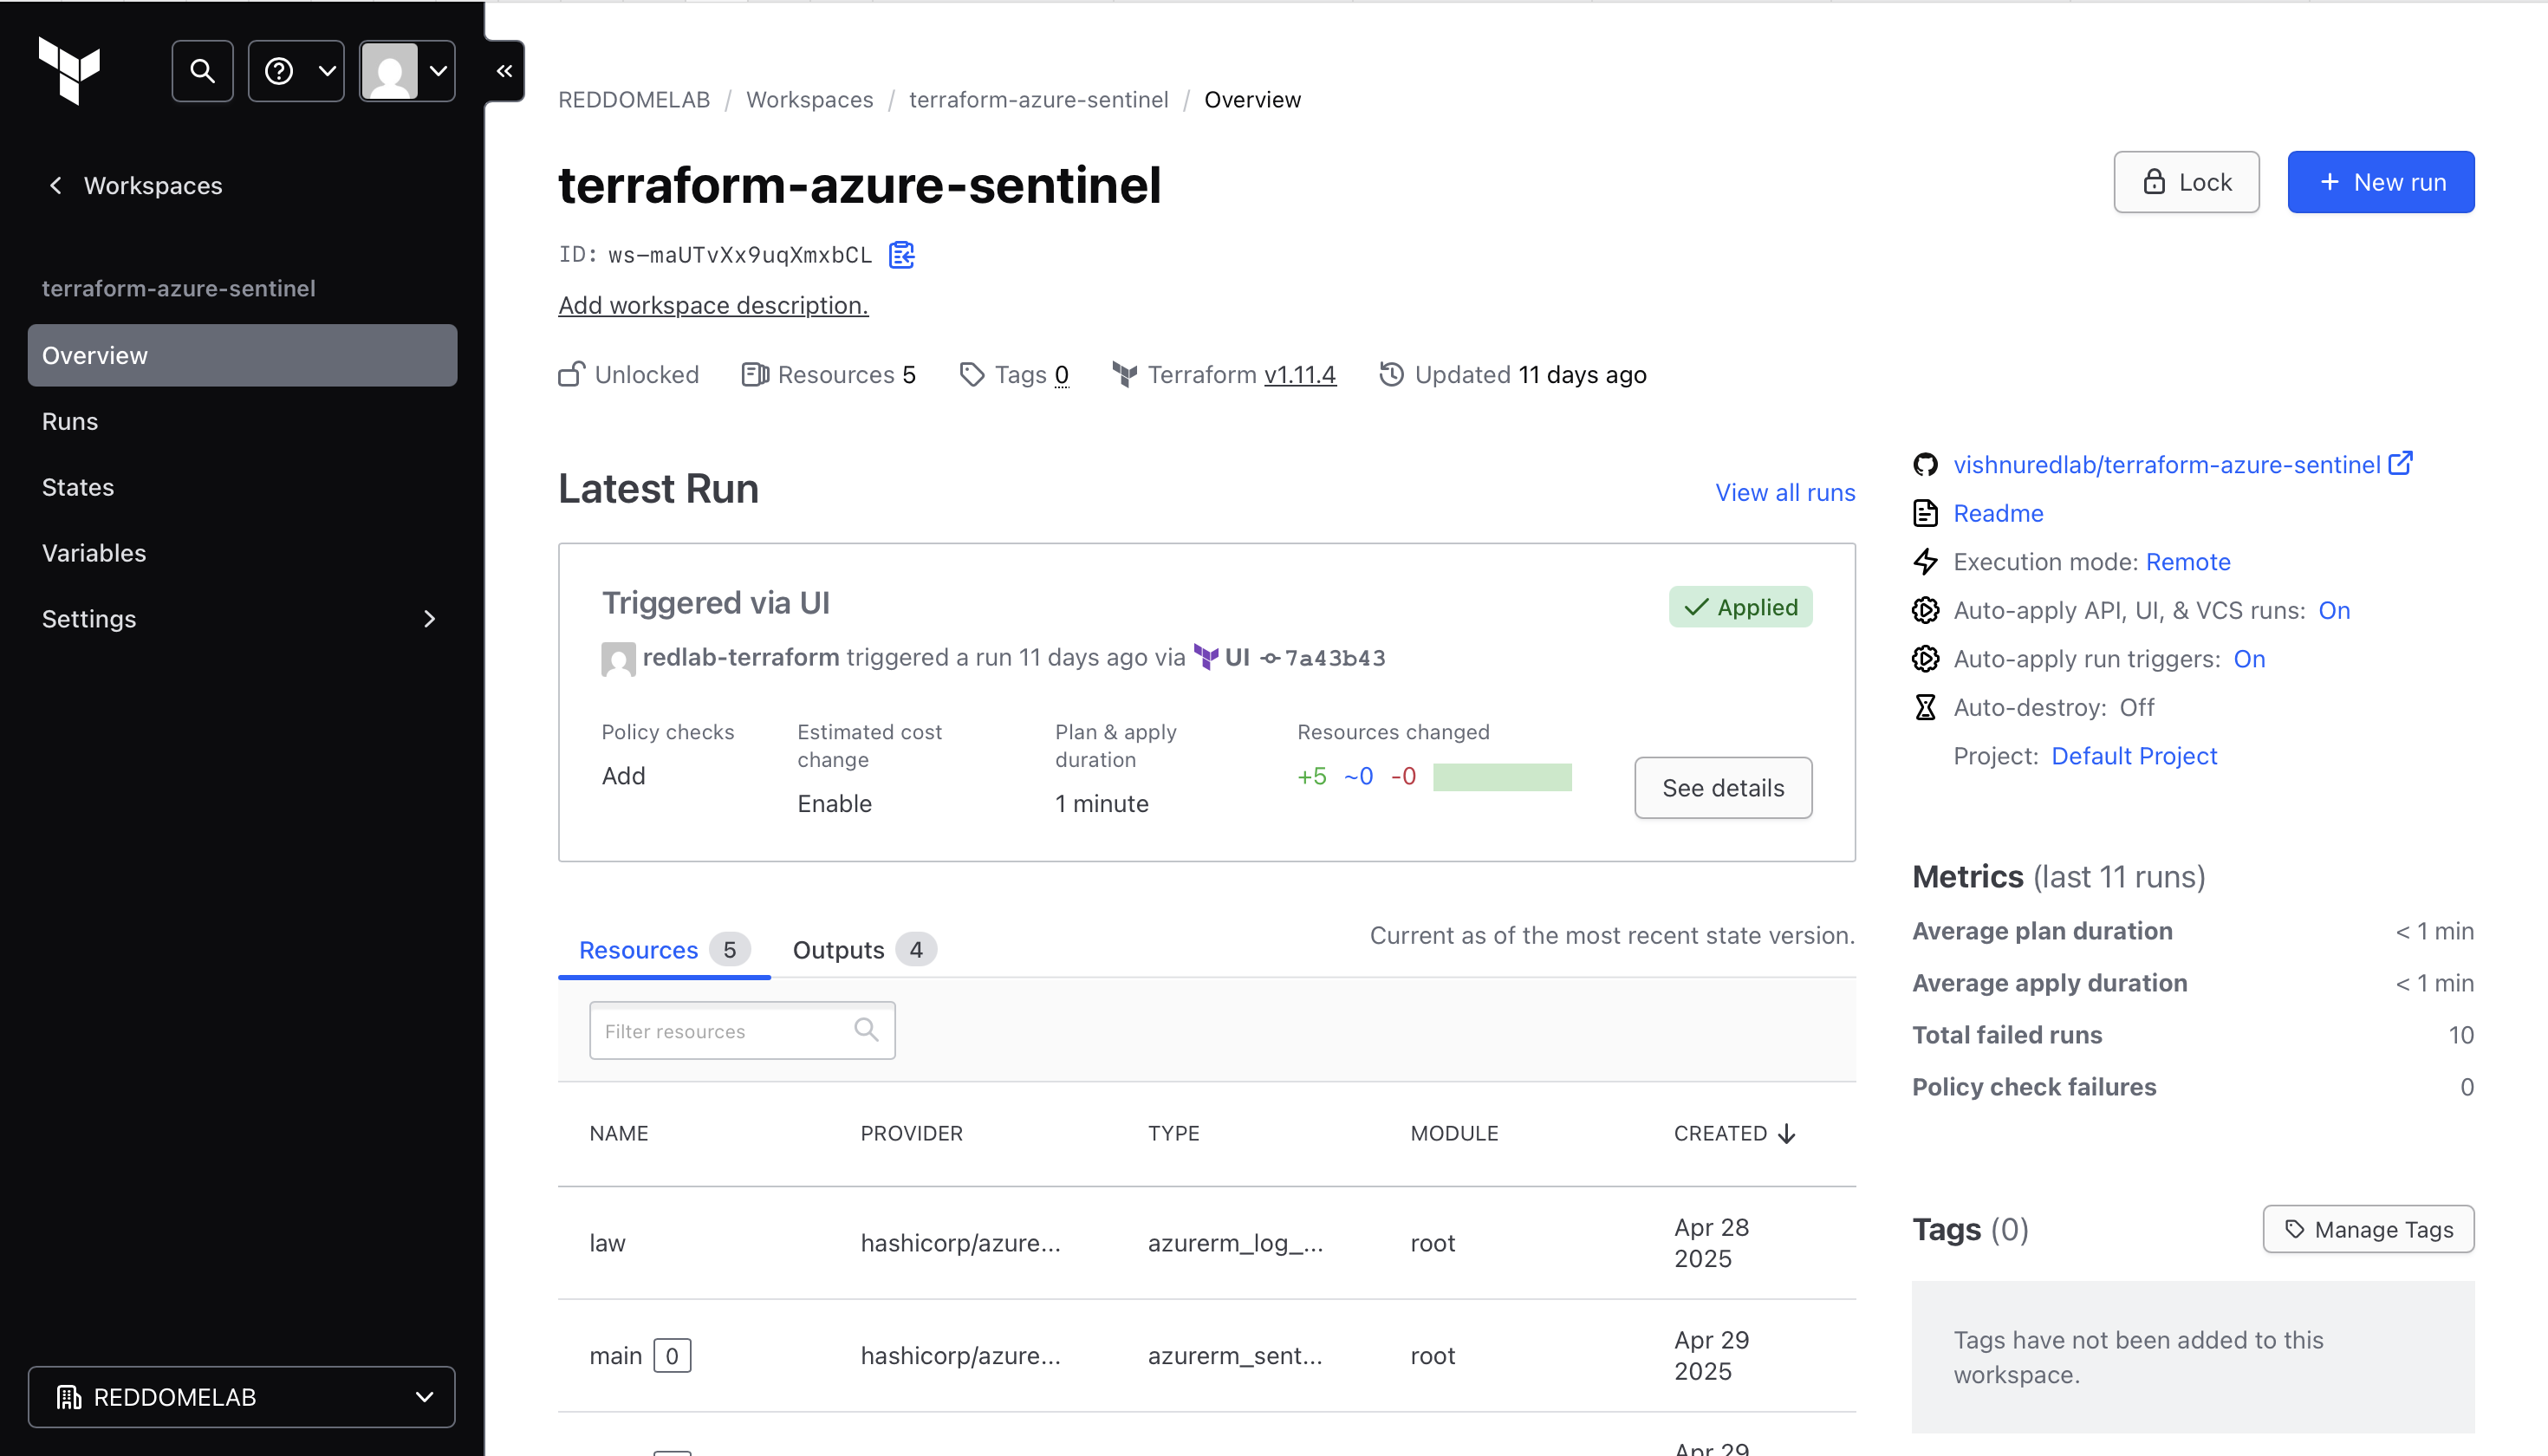 Workspaces
terraform-azure-sentinel
Overview
Runs
States
Variables
Settings
REDDOMELAB
REDDOMELAB / Workspaces / terraform-azure-sentinel / Overview
terraform-azure-sentinel
Lock
+ New run
ID: ws-maUTvXx9uqXmxbCL
Add workspace description.
Unlocked Resources 5 Tags 0 Terraform v1.11.4 Updated 11 days ago
Latest Run
View all runs
Triggered via UI
Applied
redlab-terraform triggered a run 11 days ago via UI 7a43b43
Policy checks
Add
Estimated cost
change
Enable
Plan & apply
duration
1 minute
Resources changed
+5 ~0 -0
See details
Resources 5 Outputs 4
Current as of the most recent state version.
Filter resources
NAME PROVIDER TYPE MODULE CREATED
law hashicorp/azure... azurerm_log_... root Apr 28
2025
main 0 hashicorp/azure... azurerm_sent... root Apr 29
2025
Apr 29
vishnuredlab/terraform-azure-sentinel
Readme
Execution mode: Remote
Auto-apply API, UI, & VCS runs: On
Auto-apply run triggers: On
Auto-destroy: Off
Project: Default Project
Metrics (last 11 runs)
Average plan duration < 1 min
Average apply duration < 1 min
Total failed runs 10
Policy check failures 0
Tags (0)
Manage Tags
Tags have not been added to this
workspace.